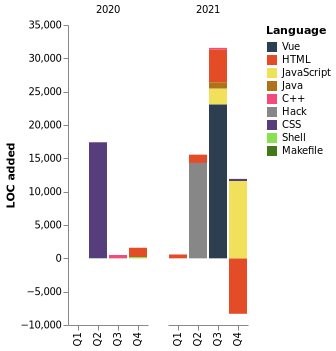 2020 2021
Language
Vue
HTML
JavaScript
Java
C++
Hack
CSS
Shell
Makefile
LOC added
35,000
30,000
25,000
20,000
15,000
10,000
5,000
0
−5,000
−10,000
Q1 Q2 Q3 Q4 Q1 Q2 Q3 Q4